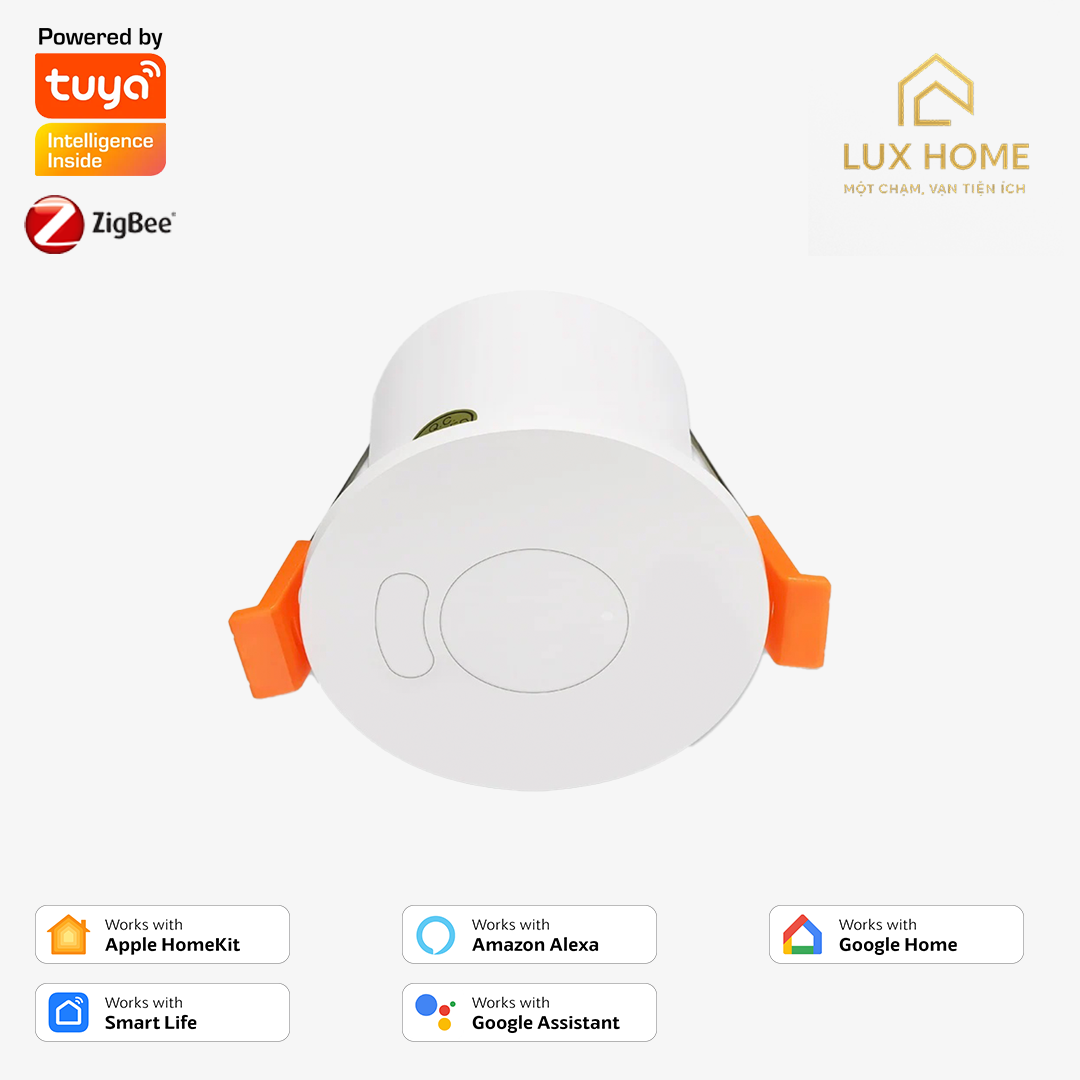 Powered by
tuya
Intelligence
Inside
ZigBee®
LUX HOME
MỘT CHẠM, VẠN TIỆN ÍCH
Works with
Apple HomeKit
Works with
Amazon Alexa
Works with
Google Home
Works with
Smart Life
Works with
Google Assistant